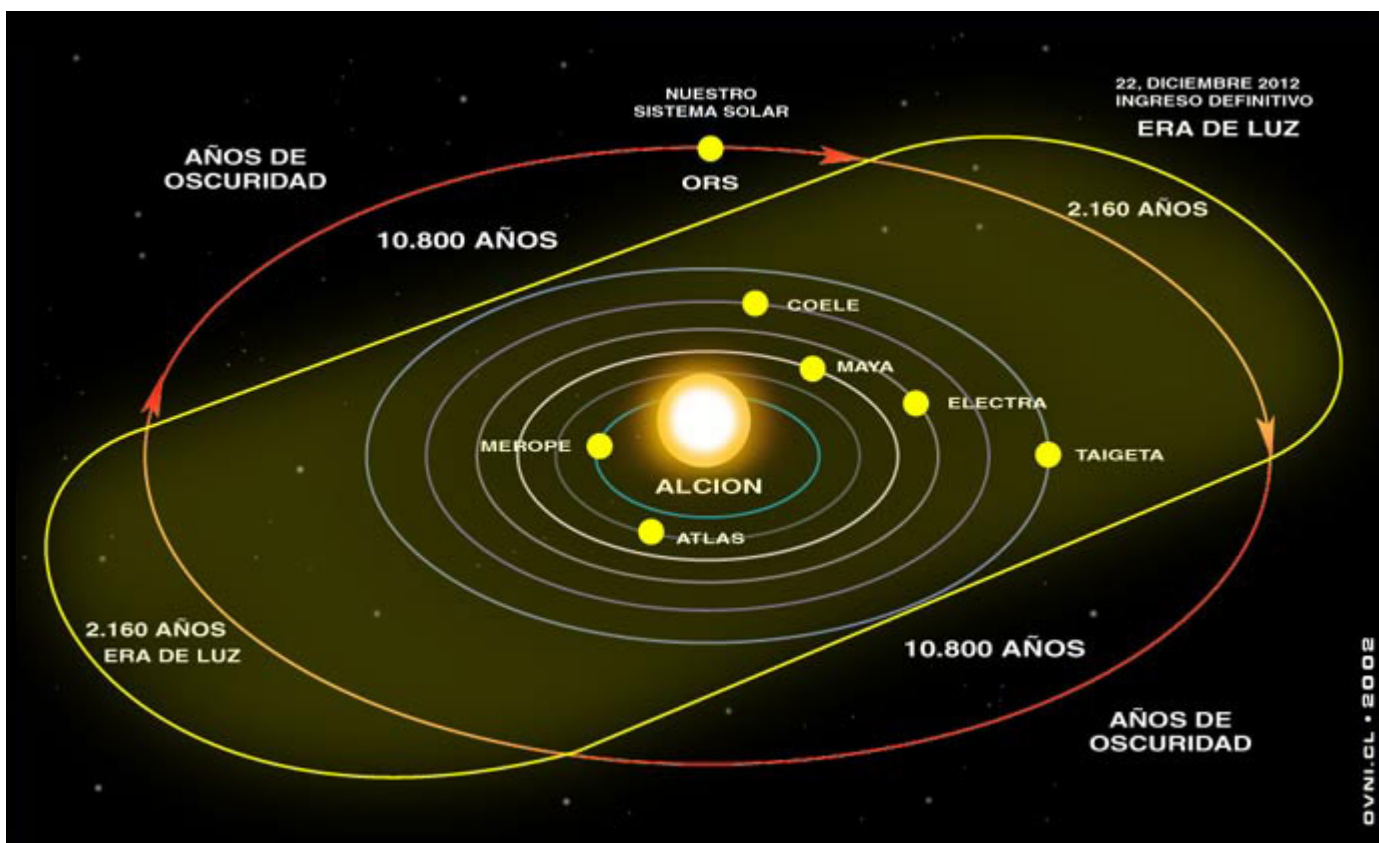 NUESTRO
SISTEMA SOLAR
ORS
22, DICIEMBRE 2012
INGRESO DEFINITIVO
ERA DE LUZ
AÑOS DE
OSCURIDAD
10.800 AÑOS
2.160 AÑOS
COELE
MAYA
ELECTRA
MEROPE
TAIGETA
ALCION
ATLAS
2.160 AÑOS
ERA DE LUZ
10.800 AÑOS
AÑOS DE
OSCURIDAD
OVNI.CL • 2002